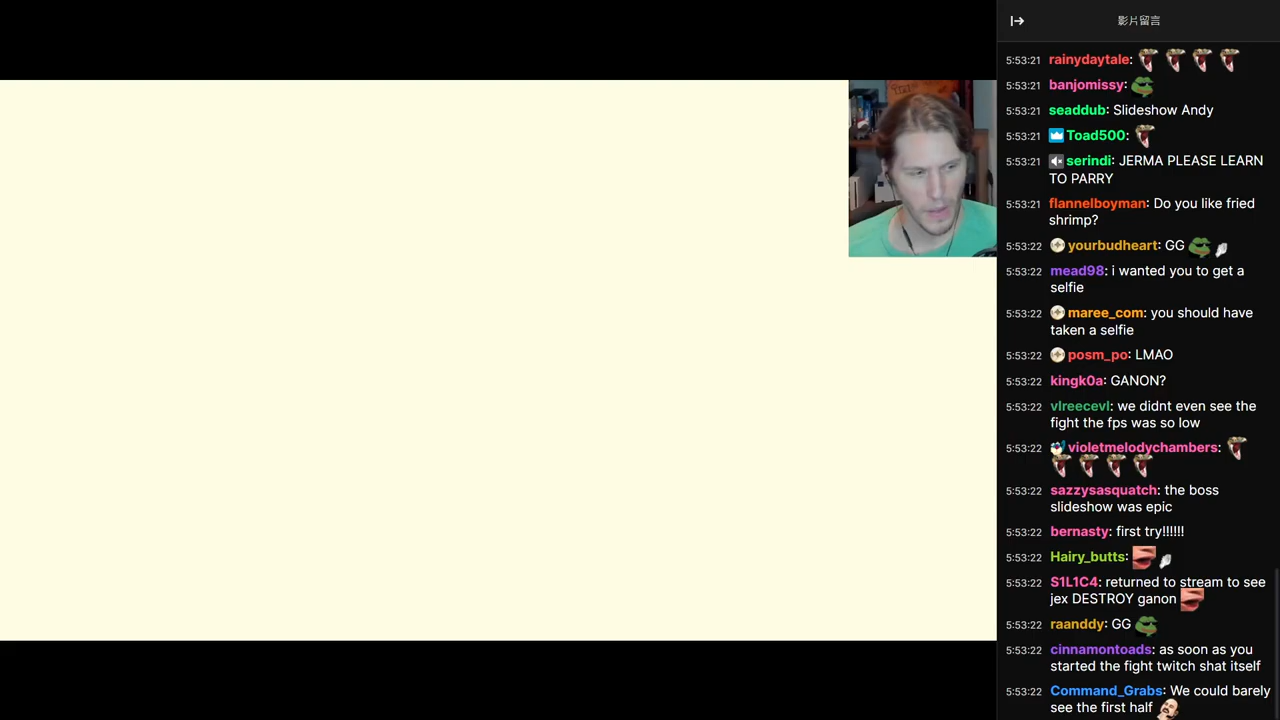 影片留言
5:53:21 rainydaytale:
5:53:21 banjomissy:
5:53:21 seaddub: Slideshow Andy
5:53:21 Toad500:
5:53:21 serindi: JERMA PLEASE LEARN
TO PARRY
5:53:21 flannelboyman: Do you like fried
shrimp?
5:53:22 yourbudheart: GG
5:53:22 mead98: i wanted you to get a
selfie
5:53:22 maree_com: you should have
taken a selfie
5:53:22 posm_po: LMAO
5:53:22 kingk0a: GANON?
5:53:22 vlreecevl: we didnt even see the
fight the fps was so low
5:53:22 violetmelodychambers:
5:53:22 sazzysasquatch: the boss
slideshow was epic
5:53:22 bernasty: first try!!!!!!
5:53:22 Hairy_butts:
5:53:22 S1L1C4: returned to stream to see
jex DESTROY ganon
5:53:22 raanddy: GG
5:53:22 cinnamontoads: as soon as you
started the fight twitch shat itself
5:53:22 Command_Grabs: We could barely
see the first half